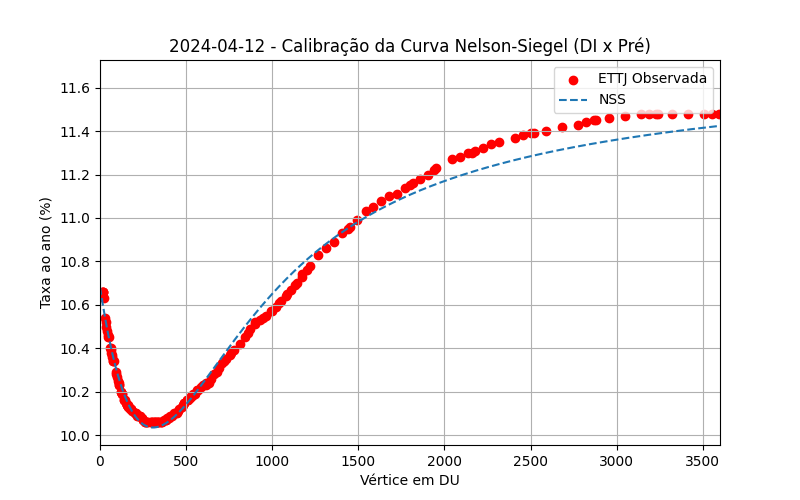 2024-04-12 - Calibração da Curva Nelson-Siegel (DI x Pré)
ETTJ Observada
NSS
Taxa ao ano (%)
11.6
11.4
11.2
11.0
10.8
10.6
10.4
10.2
10.0
0 500 1000 1500 2000 2500 3000 3500
Vértice em DU